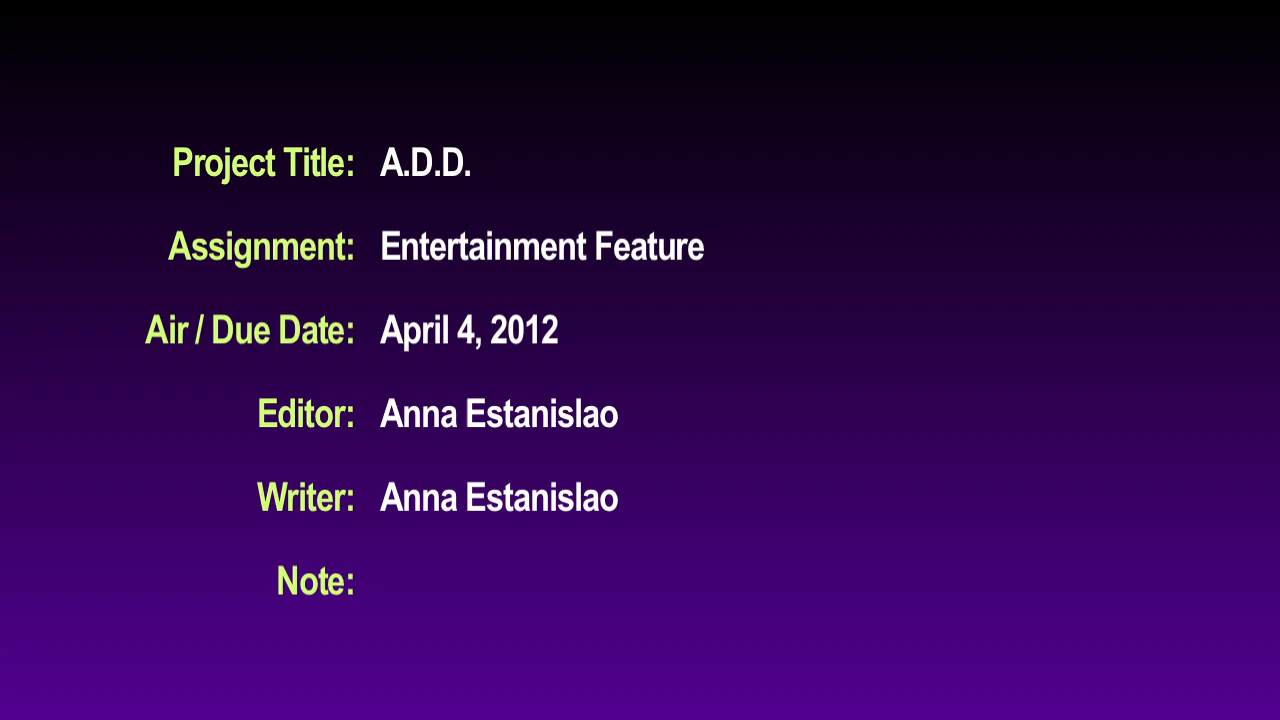 Project Title: A.D.D.
Assignment: Entertainment Feature
Air / Due Date: April 4, 2012
Editor: Anna Estanislao
Writer: Anna Estanislao
Note: